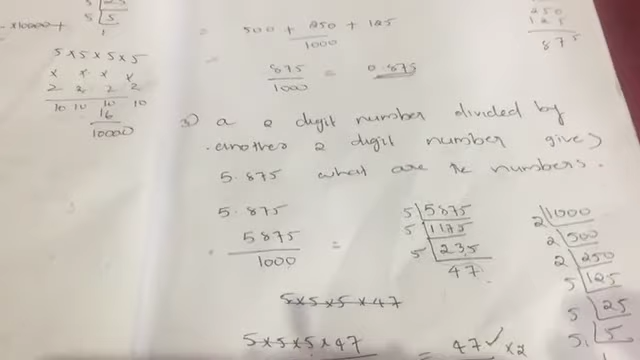 5 | 25
5 | 5
1
×10000 +
5×5×5×5
× × × ×
2 2 2 2
10 10 10 10
16
10000
= 500 + 250 + 125
1000
250
125
875
875 = 0.875
1000
3) a 2 digit number divided by
another 2 digit number gives
5.875 what are the numbers.
5.875
5875 =
1000
5 | 5875
5 | 1175
5 | 235
47
2 | 1000
2 | 500
2 | 250
5 | 125
5 | 25
5 | 5
1
5×5×5×47
5×5×5×47 = 47 ✓ ×2